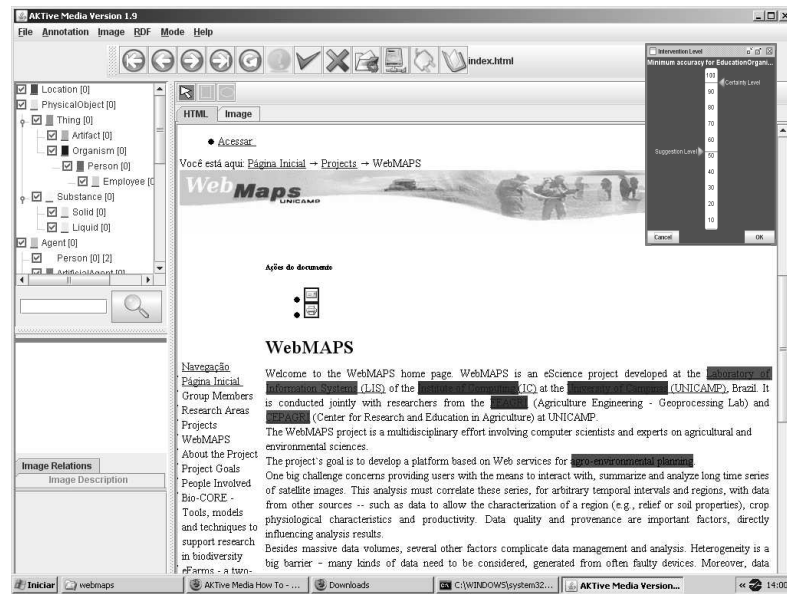 AKTive Media Version 1.9
File Annotation Image RDF Mode Help
index.html
Location [0]
PhysicalObject [0]
Thing [0]
Artifact [0]
Organism [0]
Person [0]
Employee [0
Substance [0]
Solid [0]
Liquid [0]
Agent [0]
Person [0] [2]
ArtificialAgent [0]
Image Relations
Image Description
HTML Image
Acessar
Você está aqui: Página Inicial → Projects → WebMAPS
Web Maps
UNICAMP
Ações do documento
WebMAPS
Navegação
Página Inicial
Group Members
Research Areas
Projects
WebMAPS
About the Project
Project Goals
People Involved
Bio-CORE -
Tools, models
and techniques to
support research
in biodiversity
eFarms - a two-
Welcome to the WebMAPS home page. WebMAPS is an eScience project developed at the Laboratory of
Information Systems (LIS) of the Institute of Computing (IC) at the University of Campinas (UNICAMP), Brazil. It
is conducted jointly with researchers from the FEAGRI (Agriculture Engineering - Geoprocessing Lab) and
CEPAGRI (Center for Research and Education in Agriculture) at UNICAMP.
The WebMAPS project is a multidisciplinary effort involving computer scientists and experts on agricultural and
environmental sciences.
The project`s goal is to develop a platform based on Web services for agro-environmental planning.
One big challenge concerns providing users with the means to interact with, summarize and analyze long time series
of satellite images. This analysis must correlate these series, for arbitrary temporal intervals and regions, with data
from other sources -- such as data to allow the characterization of a region (e.g., relief or soil properties), crop
physiological characteristics and productivity. Data quality and provenance are important factors, directly
influencing analysis results.
Besides massive data volumes, several other factors complicate data management and analysis. Heterogeneity is a
big barrier - many kinds of data need to be considered, generated from often faulty devices. Moreover, data
Intervention Level
Minimum accuracy for EducationOrgani...
100
Certainty Level
90
80
70
60
Suggestion Level
50
40
30
20
10
Cancel OK
Iniciar webmaps AKTive Media How To - ... Downloads C:\WINDOWS\system32... AKTive Media Version... « 14:00